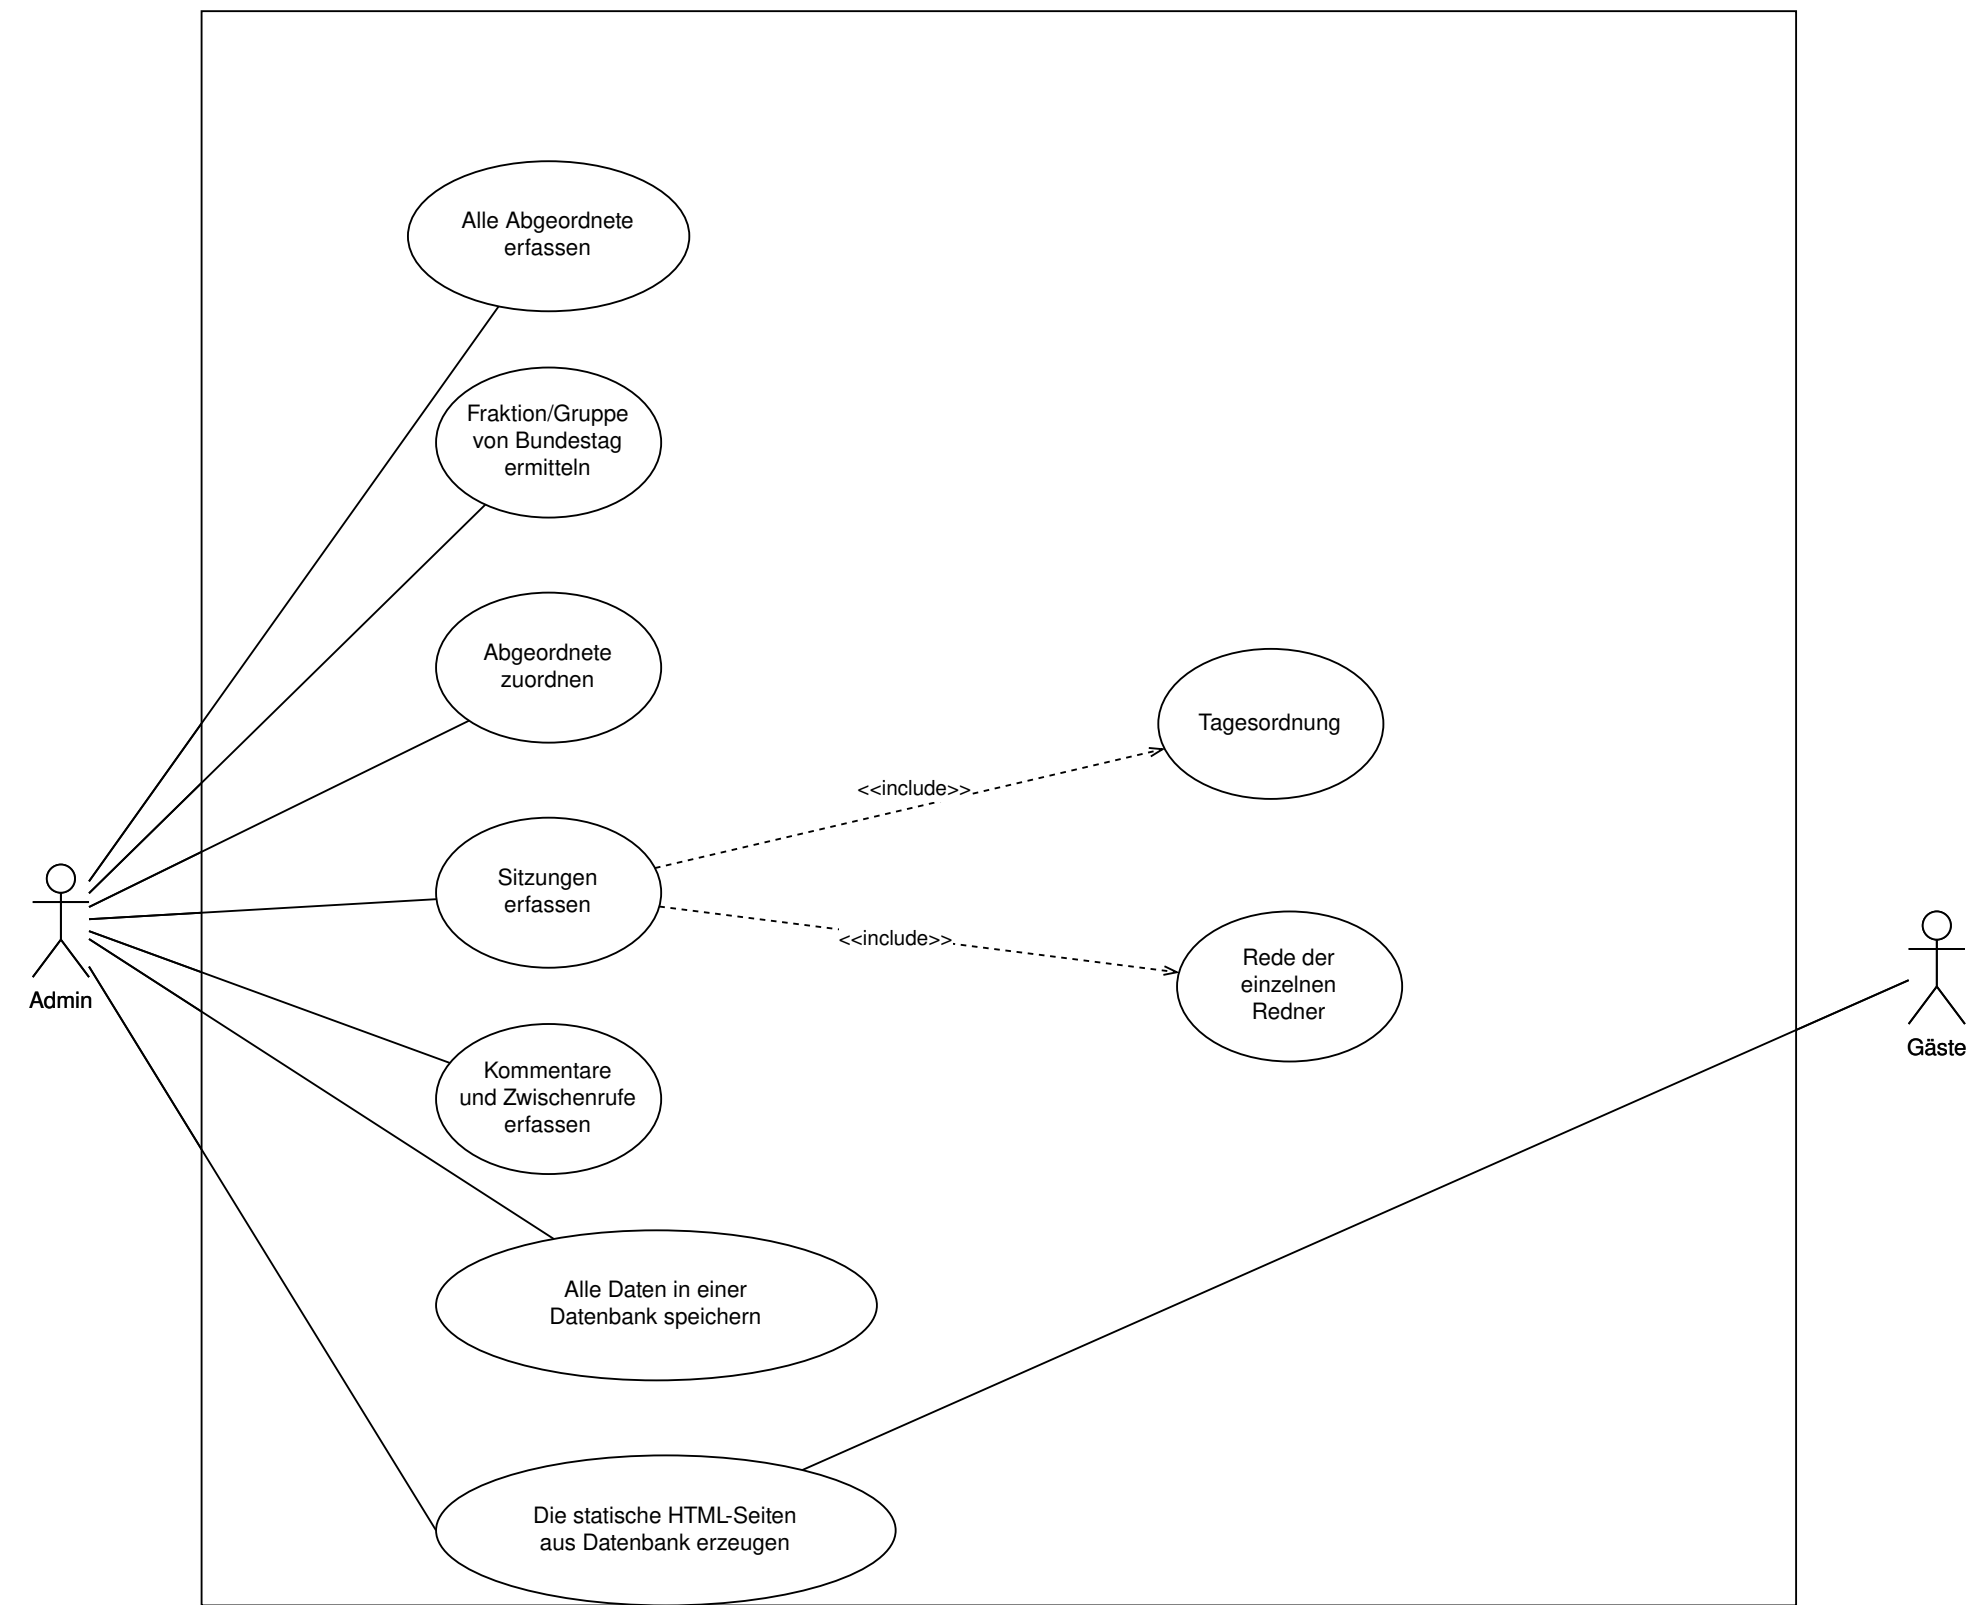 Alle Abgeordnete
erfassen
Fraktion/Gruppe
von Bundestag
ermitteln
Abgeordnete
zuordnen
Tagesordnung
<<include>>
Sitzungen
erfassen
<<include>>
Rede der
einzelnen
Redner
Admin
Gäste
Kommentare
und Zwischenrufe
erfassen
Alle Daten in einer
Datenbank speichern
Die statische HTML-Seiten
aus Datenbank erzeugen